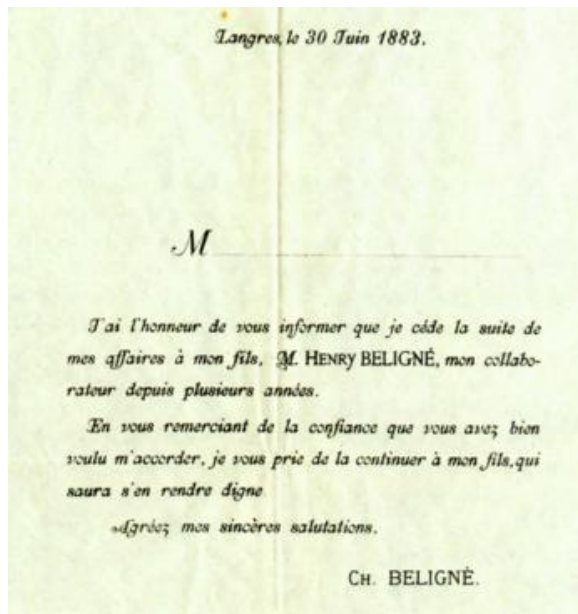 Langres, le 30 Juin 1883.
M
J'ai l'honneur de vous informer que je cède la suite de
mes affaires à mon fils, M. HENRY BELIGNÉ, mon collabo-
rateur depuis plusieurs années.
En vous remerciant de la confiance que vous avez bien
voulu m'accorder, je vous prie de la continuer à mon fils, qui
saura s'en rendre digne
Agréez mes sincères salutations.
CH. BELIGNÉ.